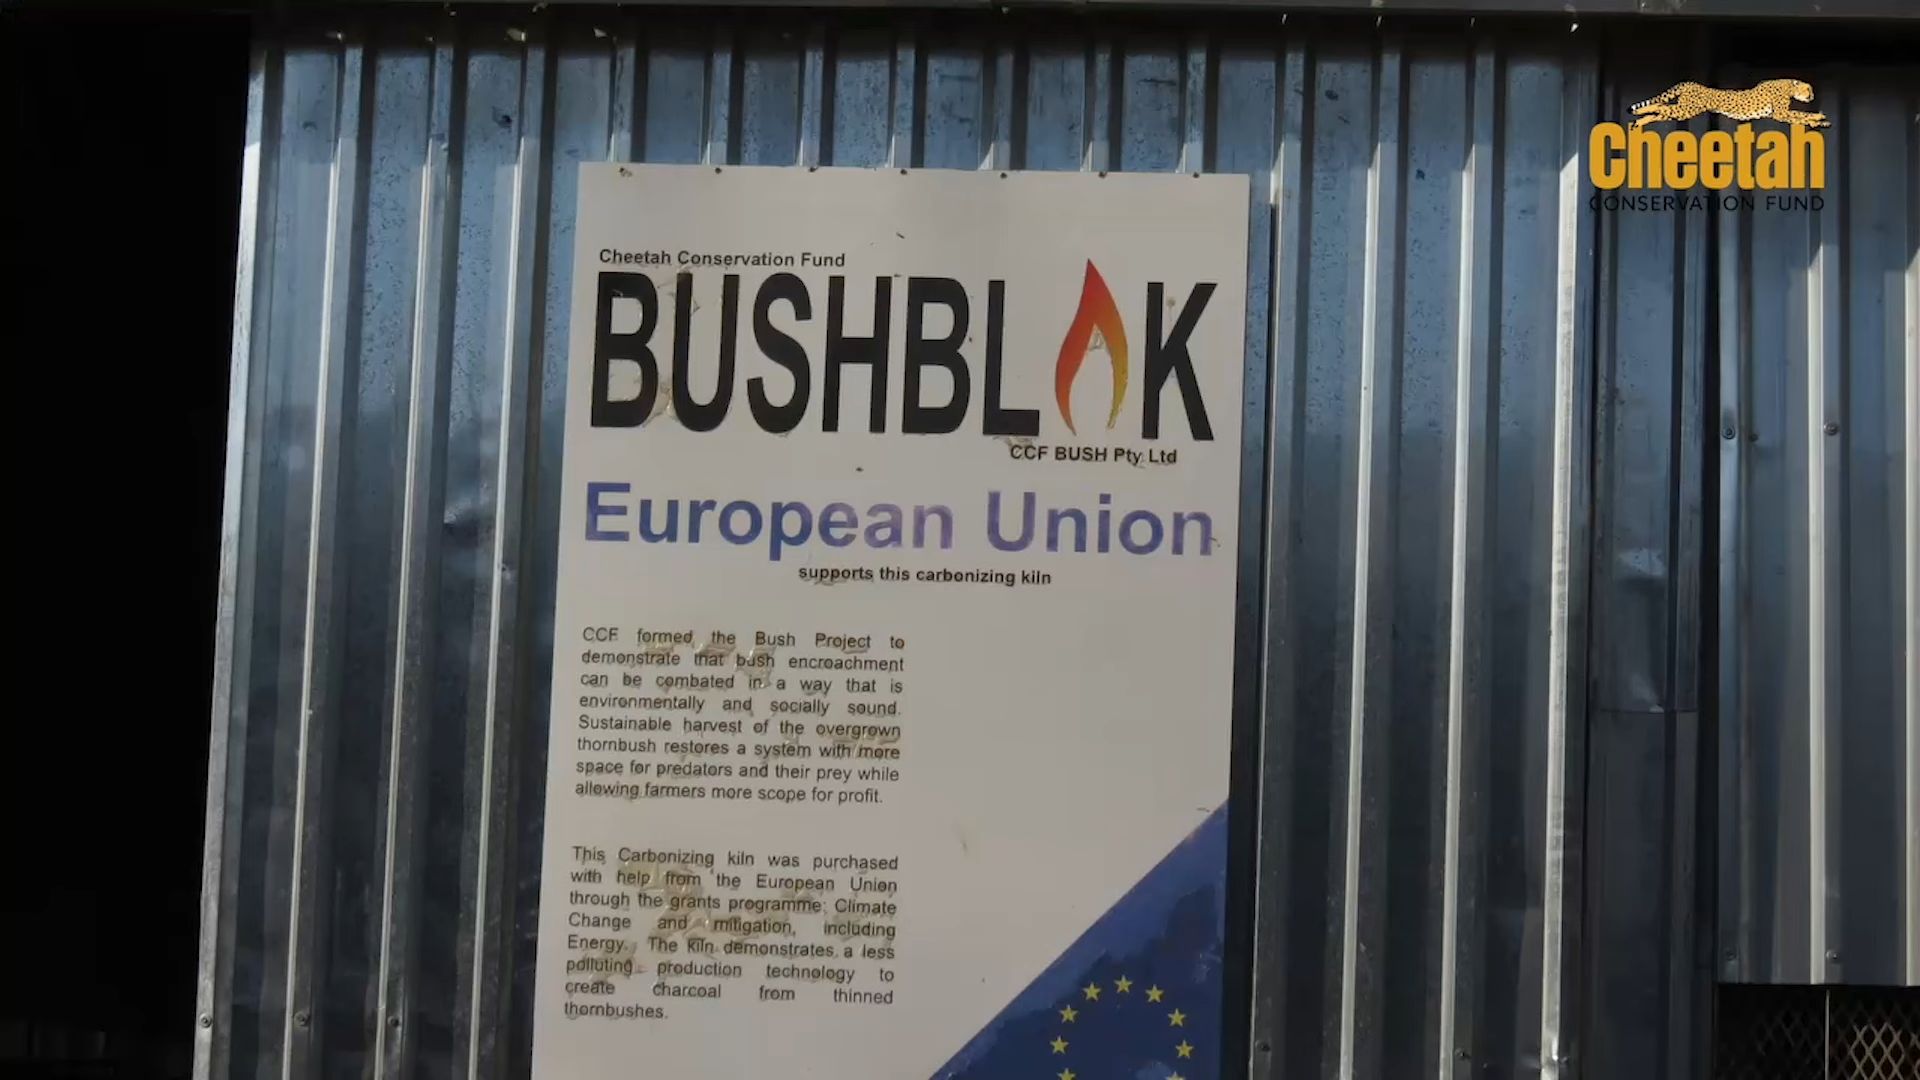 Cheetah
CONSERVATION FUND
Cheetah Conservation Fund
BUSHBLOK
CCF BUSH Pty Ltd
European Union
supports this carbonizing kiln
CCF formed the Bush Project to
demonstrate that bush encroachment
can be combated in a way that is
environmentally and socially sound.
Sustainable harvest of the overgrown
thornbush restores a system with more
space for predators and their prey while
allowing farmers more scope for profit.
This Carbonizing kiln was purchased
with help from the European Union
through the grants programme: Climate
Change and mitigation, including
Energy. The kiln demonstrates a less
polluting production technology to
create charcoal from thinned
thornbushes.